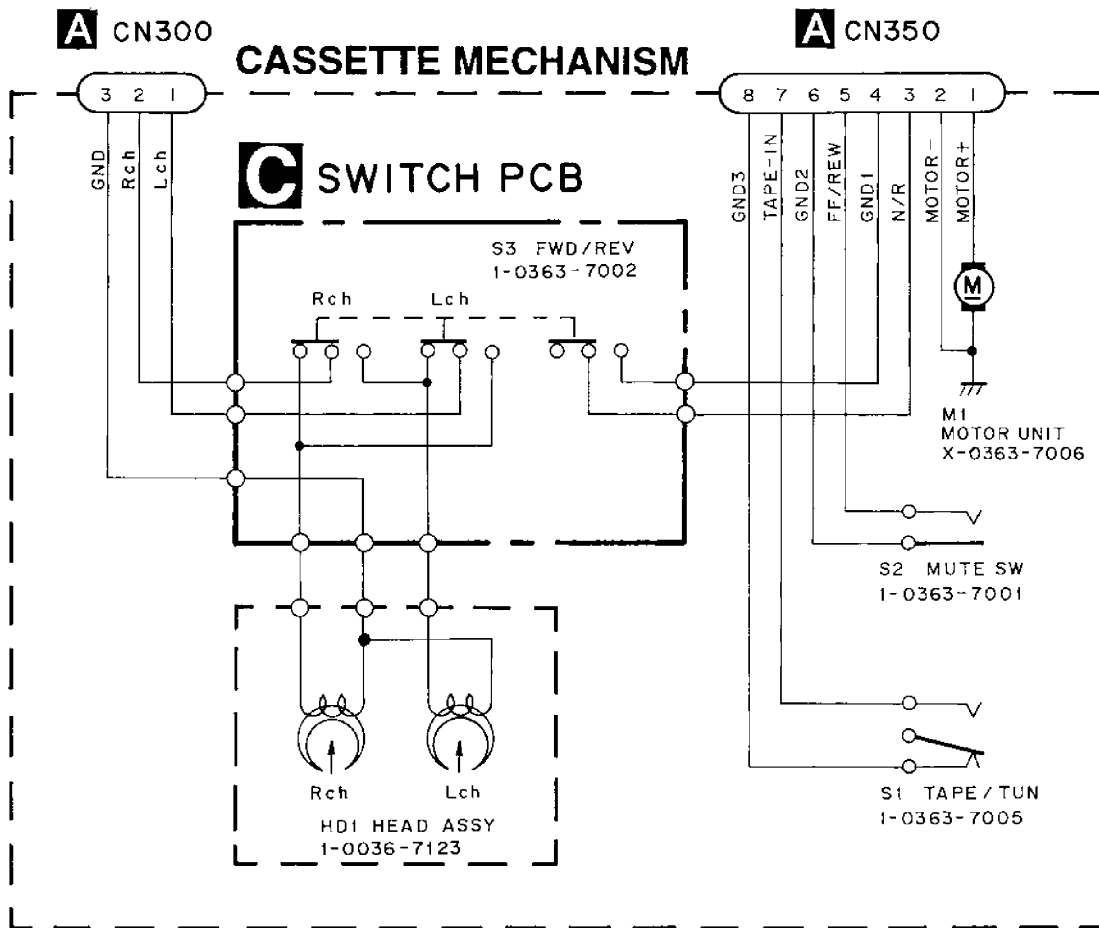 A CN300
A CN350
CASSETTE MECHANISM
3 2 1
8 7 6 5 4 3 2 1
GND
Rch
Lch
GND3
TAPE-IN
GND2
FF/REW
GND1
N/R
MOTOR-
MOTOR+
C SWITCH PCB
S3 FWD/REV
1-0363-7002
Rch Lch
M
M1
MOTOR UNIT
X-0363-7006
S2 MUTE SW
1-0363-7001
Rch Lch
HD1 HEAD ASSY
1-0036-7123
S1 TAPE/TUN
1-0363-7005